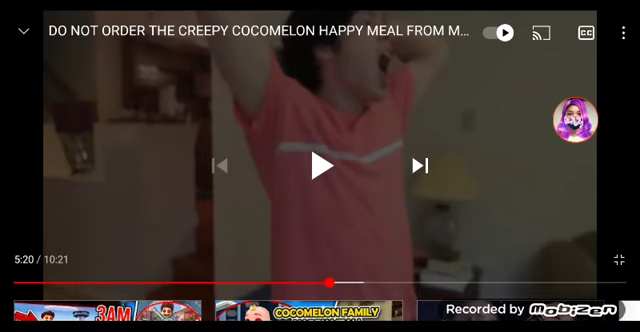 DO NOT ORDER THE CREEPY COCOMELON HAPPY MEAL FROM M...
CC
5:20 / 10:21
3AM
COCOMELON FAMILY
Recorded by Mobizen